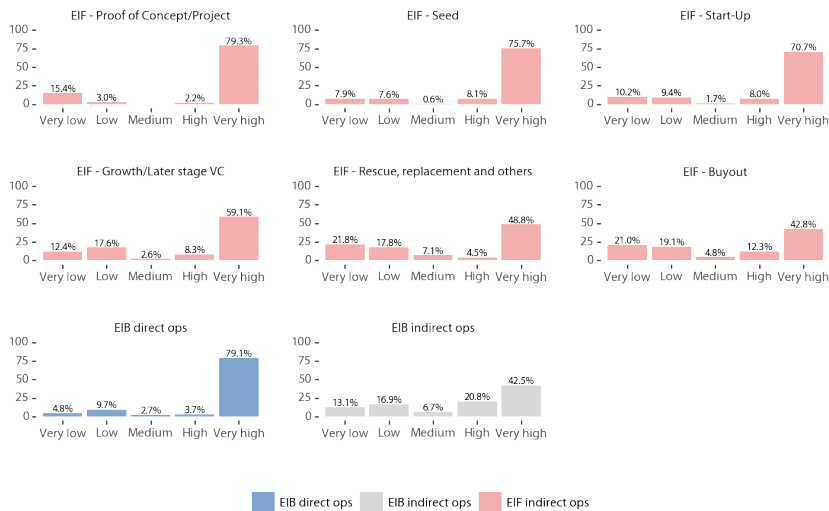 EIF - Proof of Concept/Project
EIF - Seed
EIF - Start-Up
100
75
50
25
0
15.4%
3.0%
2.2%
79.3%
Very low
Low
Medium
High
Very high
100
75
50
25
0
7.9%
7.6%
0.6%
8.1%
75.7%
Very low
Low
Medium
High
Very high
100
75
50
25
0
10.2%
9.4%
1.7%
8.0%
70.7%
Very low
Low
Medium
High
Very high
EIF - Growth/Later stage VC
EIF - Rescue, replacement and others
EIF - Buyout
100
75
50
25
0
12.4%
17.6%
2.6%
8.3%
59.1%
Very low
Low
Medium
High
Very high
100
75
50
25
0
21.8%
17.8%
7.1%
4.5%
48.8%
Very low
Low
Medium
High
Very high
100
75
50
25
0
21.0%
19.1%
4.8%
12.3%
42.8%
Very low
Low
Medium
High
Very high
EIB direct ops
EIB indirect ops
100
75
50
25
0
4.8%
9.7%
2.7%
3.7%
79.1%
Very low
Low
Medium
High
Very high
100
75
50
25
0
13.1%
16.9%
6.7%
20.8%
42.5%
Very low
Low
Medium
High
Very high
EIB direct ops
EIB indirect ops
EIF indirect ops